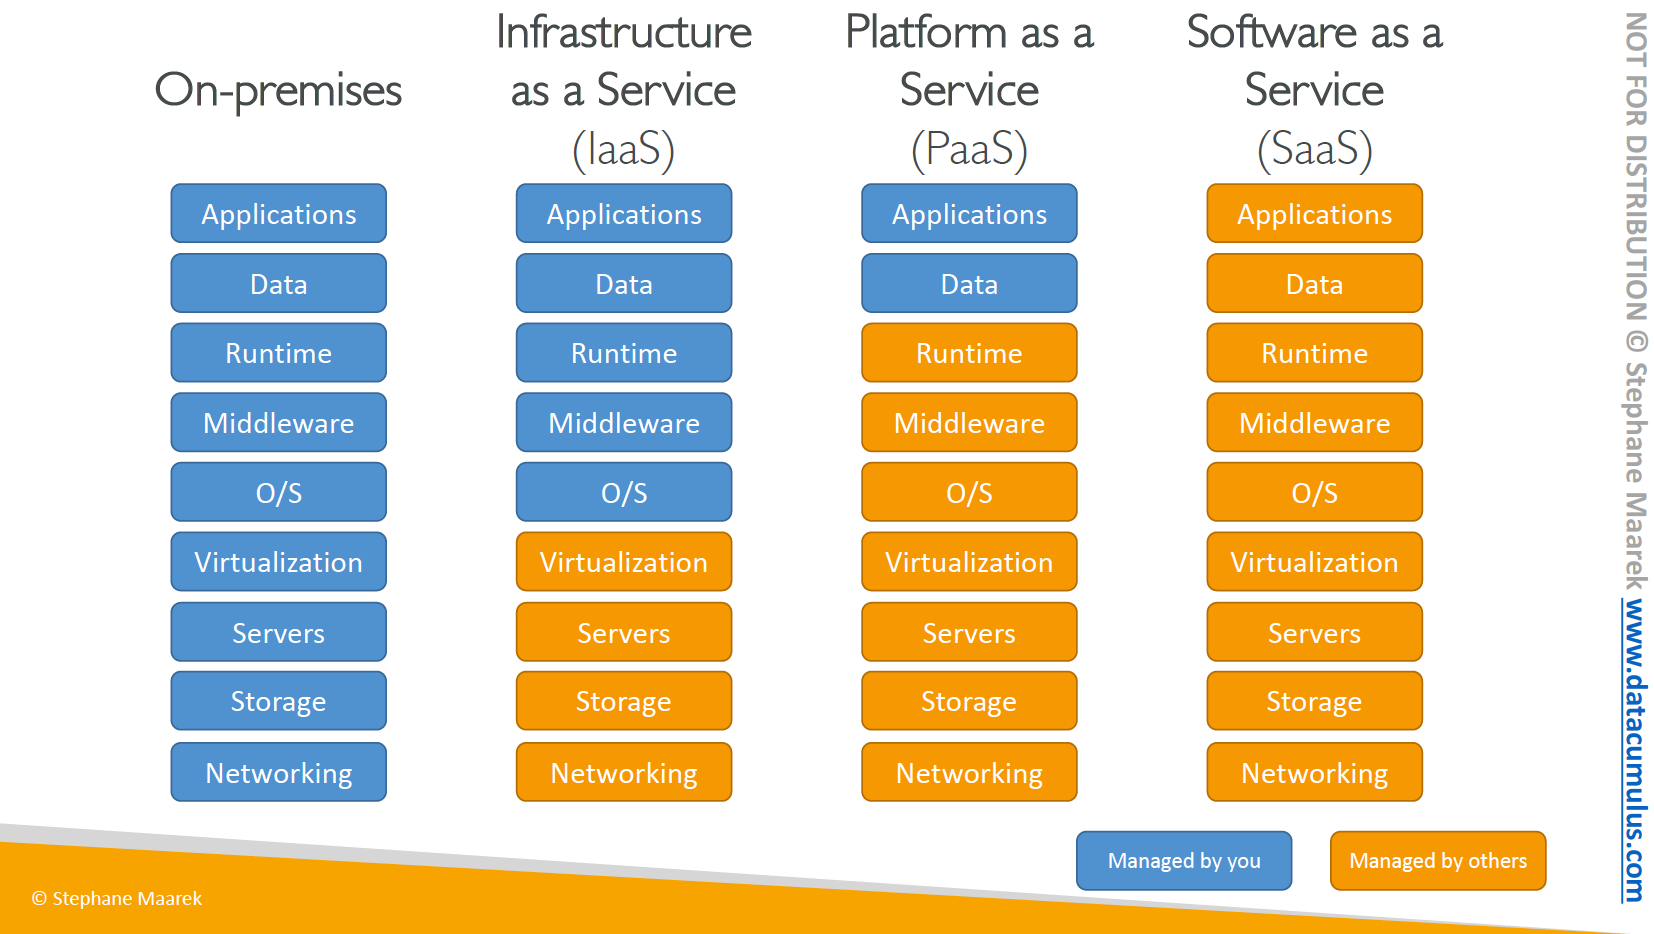 On-premises
Infrastructure
as a Service
(IaaS)
Platform as a
Service
(PaaS)
Software as a
Service
(SaaS)
Applications
Data
Runtime
Middleware
O/S
Virtualization
Servers
Storage
Networking
Applications
Data
Runtime
Middleware
O/S
Virtualization
Servers
Storage
Networking
Applications
Data
Runtime
Middleware
O/S
Virtualization
Servers
Storage
Networking
Applications
Data
Runtime
Middleware
O/S
Virtualization
Servers
Storage
Networking
Managed by you
Managed by others
© Stephane Maarek
NOT FOR DISTRIBUTION © Stephane Maarek www.datacumulus.com